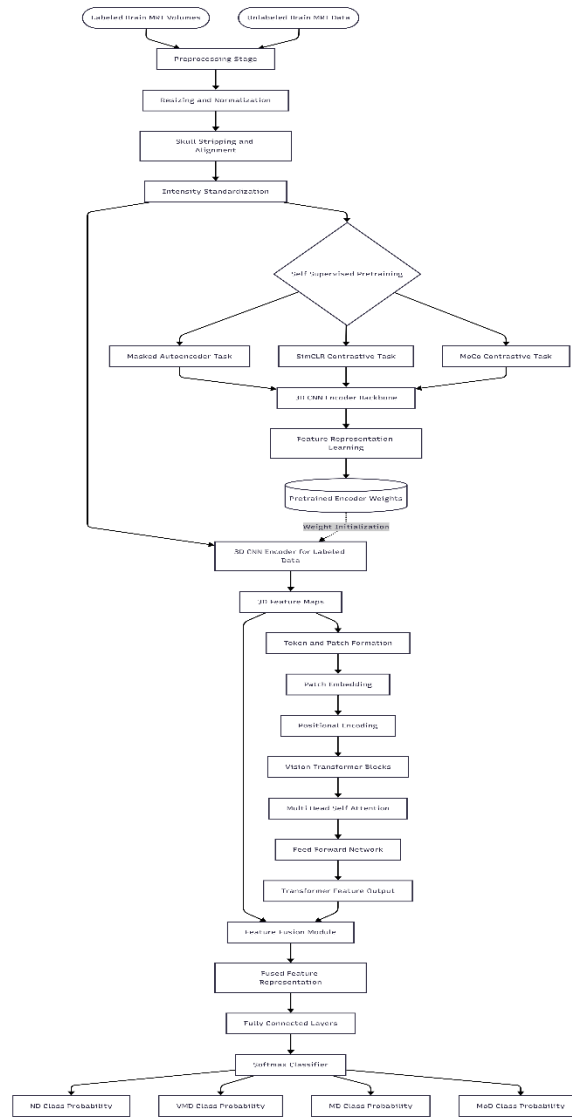 Labeled Brain MRI Volumes
Unlabeled Brain MRI Data
Preprocessing Stage
Resizing and Normalization
Skull Stripping and
Alignment
Intensity Standardization
Self Supervised Pretraining
Masked Autoencoder Task
SimCLR Contrastive Task
MoCo Contrastive Task
3D CNN Encoder Backbone
Feature Representation
Learning
Pretrained Encoder Weights
Weight Initialization
3D CNN Encoder for Labeled
Data
3D Feature Maps
Token and Patch Formation
Patch Embedding
Positional Encoding
Vision Transformer Blocks
Multi Head Self Attention
Feed Forward Network
Transformer Feature Output
Feature Fusion Module
Fused Feature
Representation
Fully Connected Layers
Softmax Classifier
ND Class Probability
VMD Class Probability
MD Class Probability
MoD Class Probability